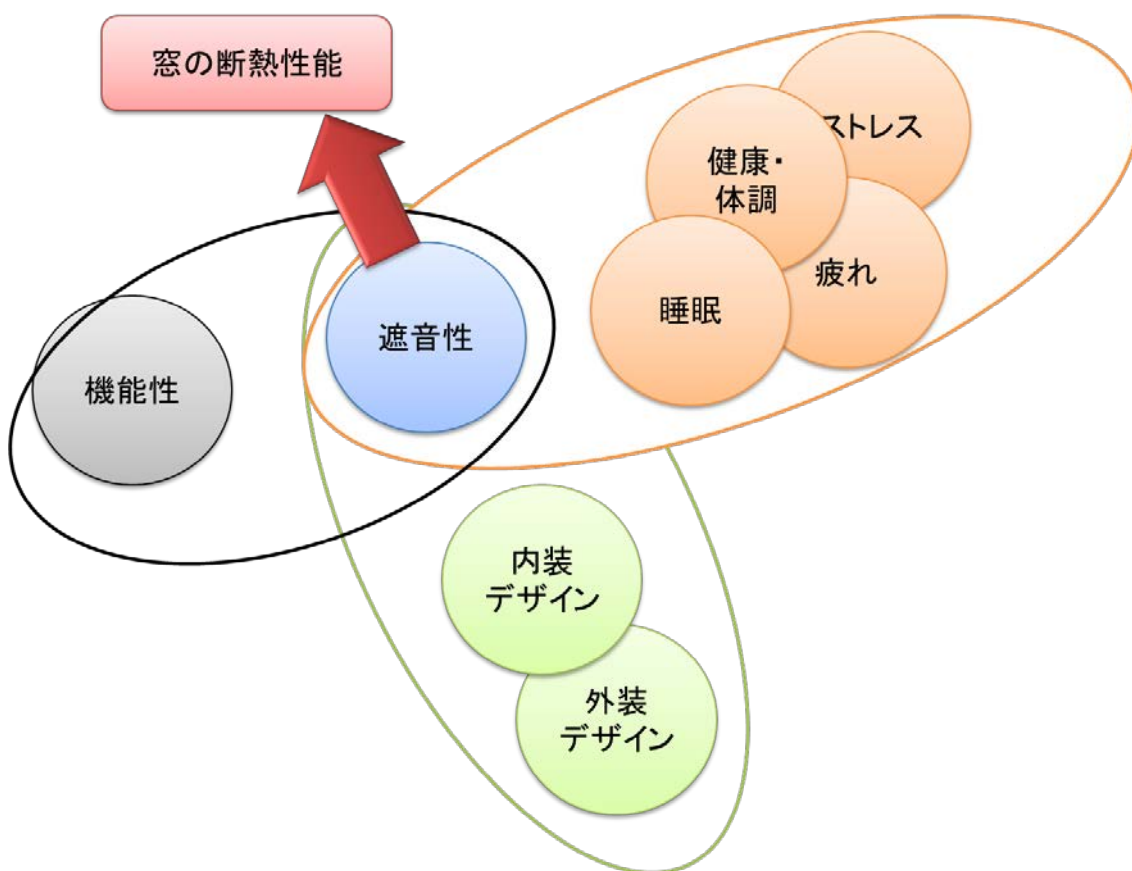 窓の断熱性能
ストレス
健康・
体調
疲れ
睡眠
遮音性
機能性
内装
デザイン
外装
デザイン